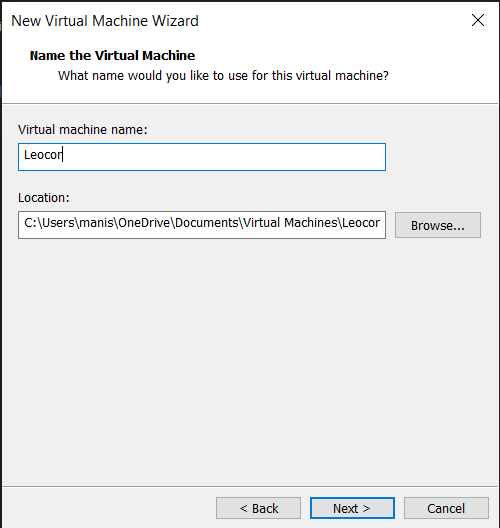 New Virtual Machine Wizard
Name the Virtual Machine
What name would you like to use for this virtual machine?
Virtual machine name:
Leocor
Location:
C:\Users\manis\OneDrive\Documents\Virtual Machines\Leocor
Browse...
< Back
Next >
Cancel